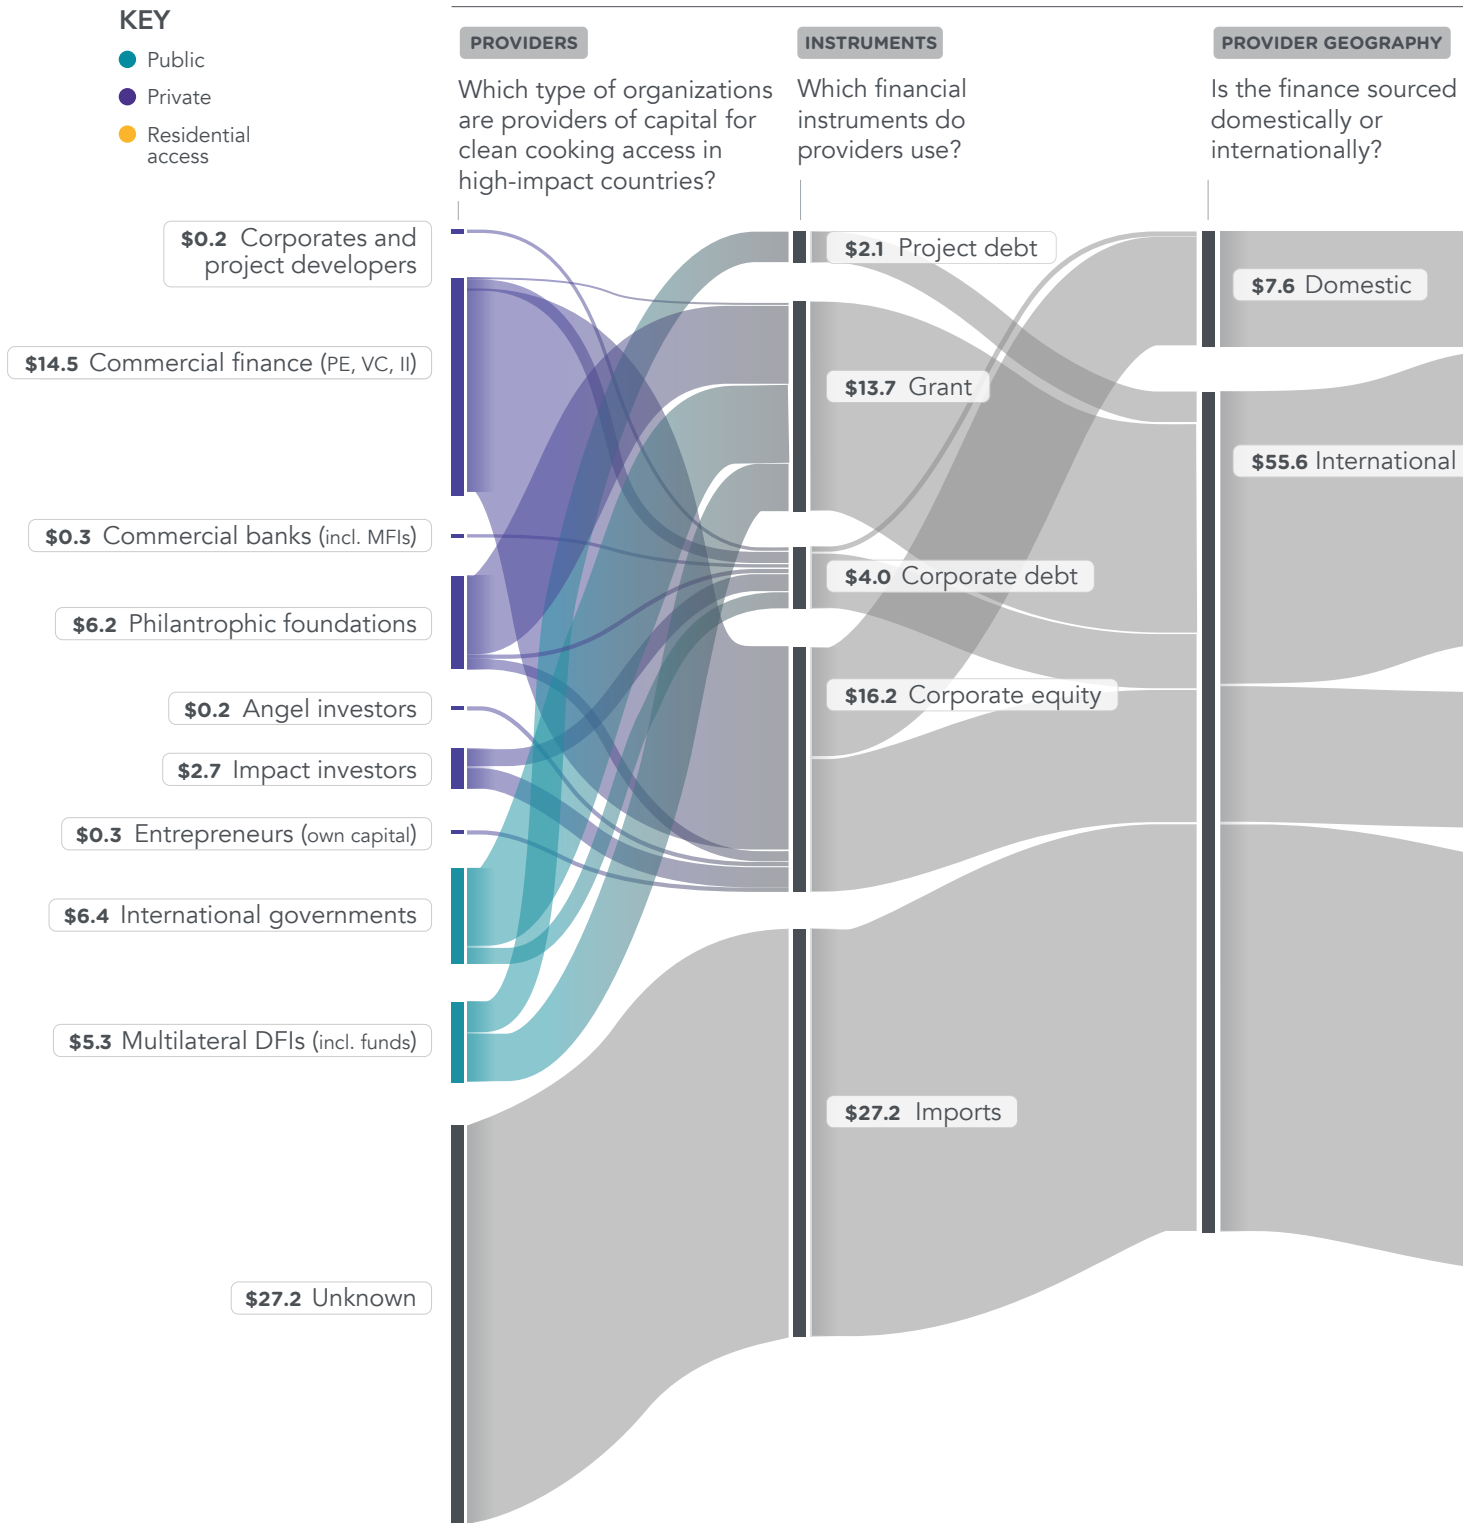 KEY
Public
Private
Residential
access
PROVIDERS
Which type of organizations
are providers of capital for
clean cooking access in
high-impact countries?
INSTRUMENTS
Which financial
instruments do
providers use?
PROVIDER GEOGRAPHY
Is the finance sourced
domestically or
internationally?
$0.2 Corporates and
project developers
$14.5 Commercial finance (PE, VC, II)
$0.3 Commercial banks (incl. MFIs)
$6.2 Philantrophic foundations
$0.2 Angel investors
$2.7 Impact investors
$0.3 Entrepreneurs (own capital)
$6.4 International governments
$5.3 Multilateral DFIs (incl. funds)
$27.2 Unknown
$2.1 Project debt
$13.7 Grant
$4.0 Corporate debt
$16.2 Corporate equity
$27.2 Imports
$7.6 Domestic
$55.6 International